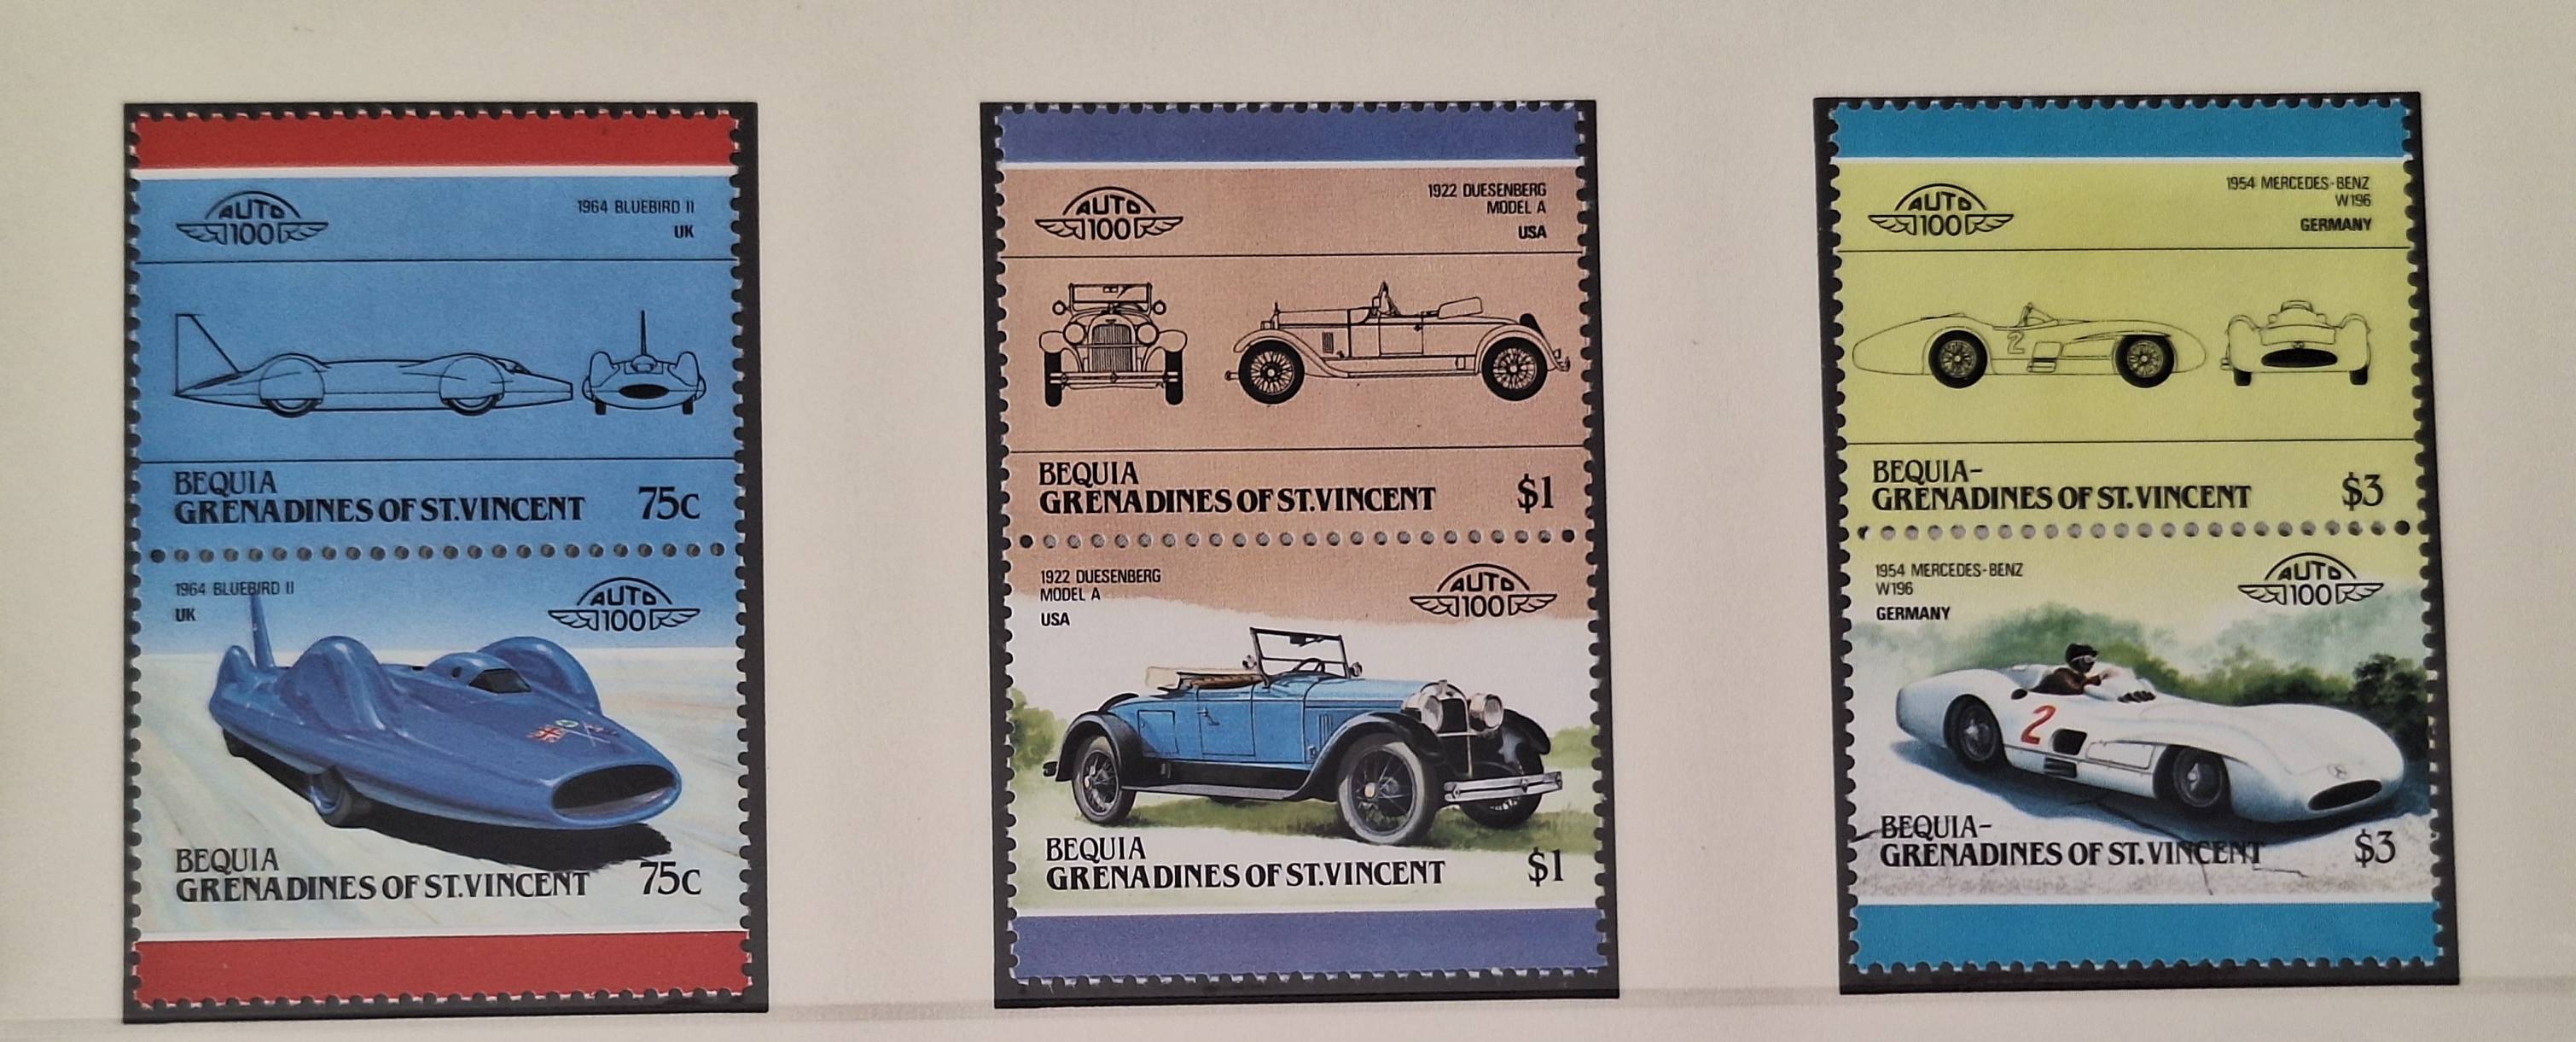 AUTO
100
1964 BLUEBIRD II
UK
BEQUIA
GRENADINES OF ST.VINCENT
75c
1964 BLUEBIRD II
UK
AUTO
100
BEQUIA
GRENADINES OF ST.VINCENT
75c
AUTO
100
1922 DUESENBERG
MODEL A
USA
BEQUIA
GRENADINES OF ST.VINCENT
$1
1922 DUESENBERG
MODEL A
USA
AUTO
100
BEQUIA
GRENADINES OF ST.VINCENT
$1
AUTO
100
1954 MERCEDES-BENZ
W196
GERMANY
2
BEQUIA-
GRENADINES OF ST.VINCENT
$3
1954 MERCEDES-BENZ
W196
GERMANY
AUTO
100
2
BEQUIA-
GRENADINES OF ST.VINCENT
$3